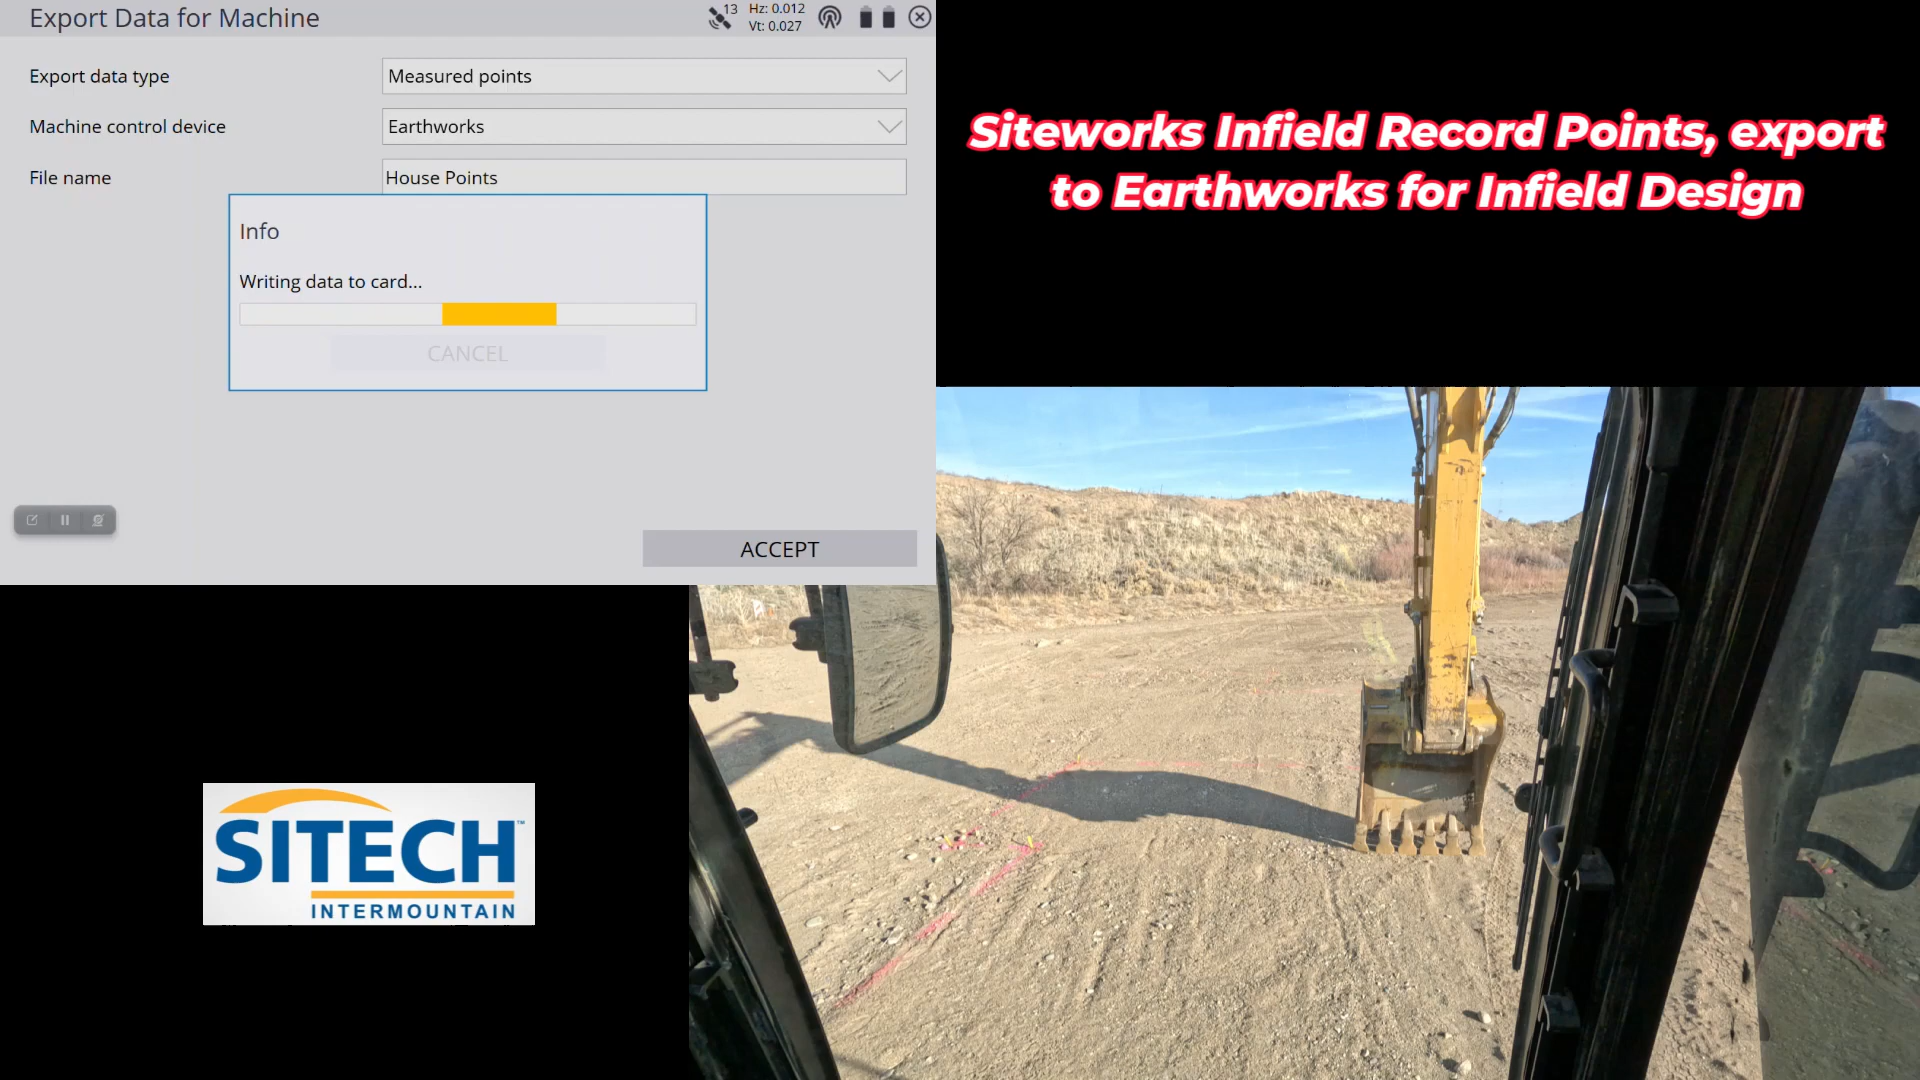 Export Data for Machine
13
Hz: 0.012
Vt: 0.027
Export data type
Measured points
Machine control device
Earthworks
File name
House Points
Info
Writing data to card...
CANCEL
ACCEPT
Siteworks Infield Record Points, export
to Earthworks for Infield Design
SITECH™
INTERMOUNTAIN